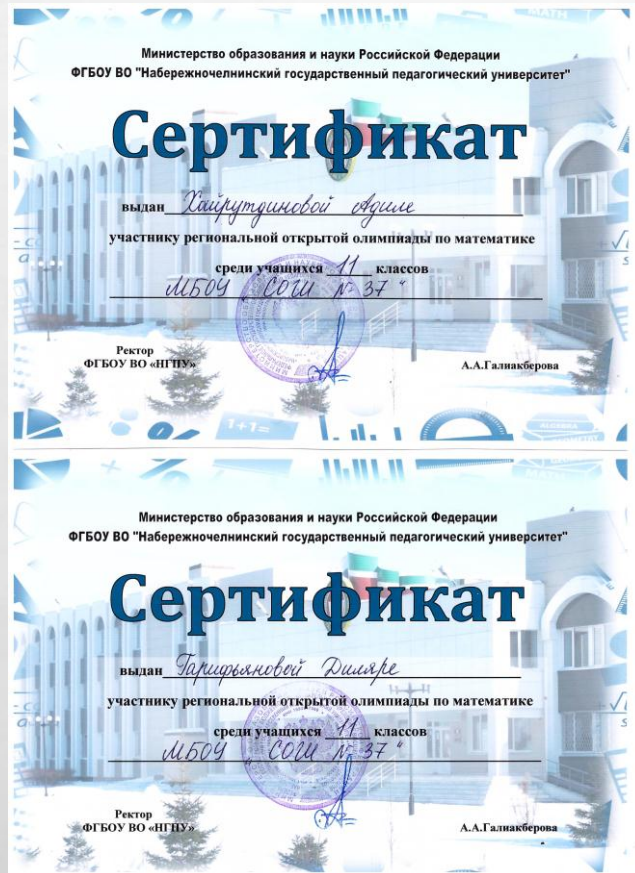 Министерство образования и науки Российской Федерации
ФГБОУ ВО "Набережночелнинский государственный педагогический университет"
Сертификат
выдан Хайрутдиновой Адиле
участнику региональной открытой олимпиады по математике
среди учащихся 11 классов
МБОУ "СОШ № 37"
Ректор
ФГБОУ ВО «НГПУ»
А.А.Галиакберова
1+1=
ALGEBRA
Министерство образования и науки Российской Федерации
ФГБОУ ВО "Набережночелнинский государственный педагогический университет"
Сертификат
выдан Гарифьяновой Диляре
участнику региональной открытой олимпиады по математике
среди учащихся 11 классов
МБОУ "СОШ № 37"
Ректор
ФГБОУ ВО «НГПУ»
А.А.Галиакберова